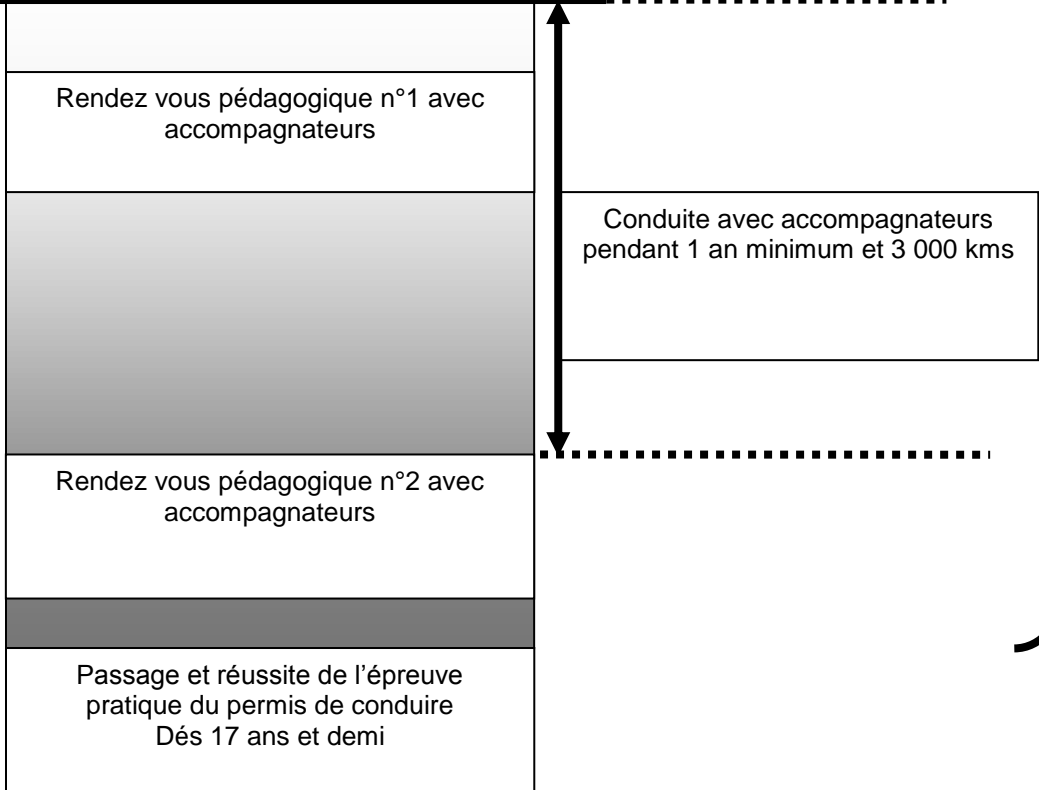 Rendez vous pédagogique n°1 avec
accompagnateurs
Conduite avec accompagnateurs
pendant 1 an minimum et 3 000 kms
Rendez vous pédagogique n°2 avec
accompagnateurs
Passage et réussite de l’épreuve
pratique du permis de conduire
Dés 17 ans et demi